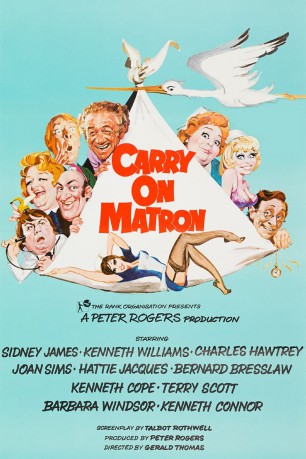 CARRY
ON
MATRON
THE RANK ORGANISATION PRESENTS
A PETER ROGERS PRODUCTION
STARRING
SIDNEY JAMES · KENNETH WILLIAMS · CHARLES HAWTREY
JOAN SIMS · HATTIE JACQUES · BERNARD BRESSLAW
KENNETH COPE · TERRY SCOTT
BARBARA WINDSOR · KENNETH CONNOR
SCREENPLAY BY TALBOT ROTHWELL
PRODUCED BY PETER ROGERS
DIRECTED BY GERALD THOMAS